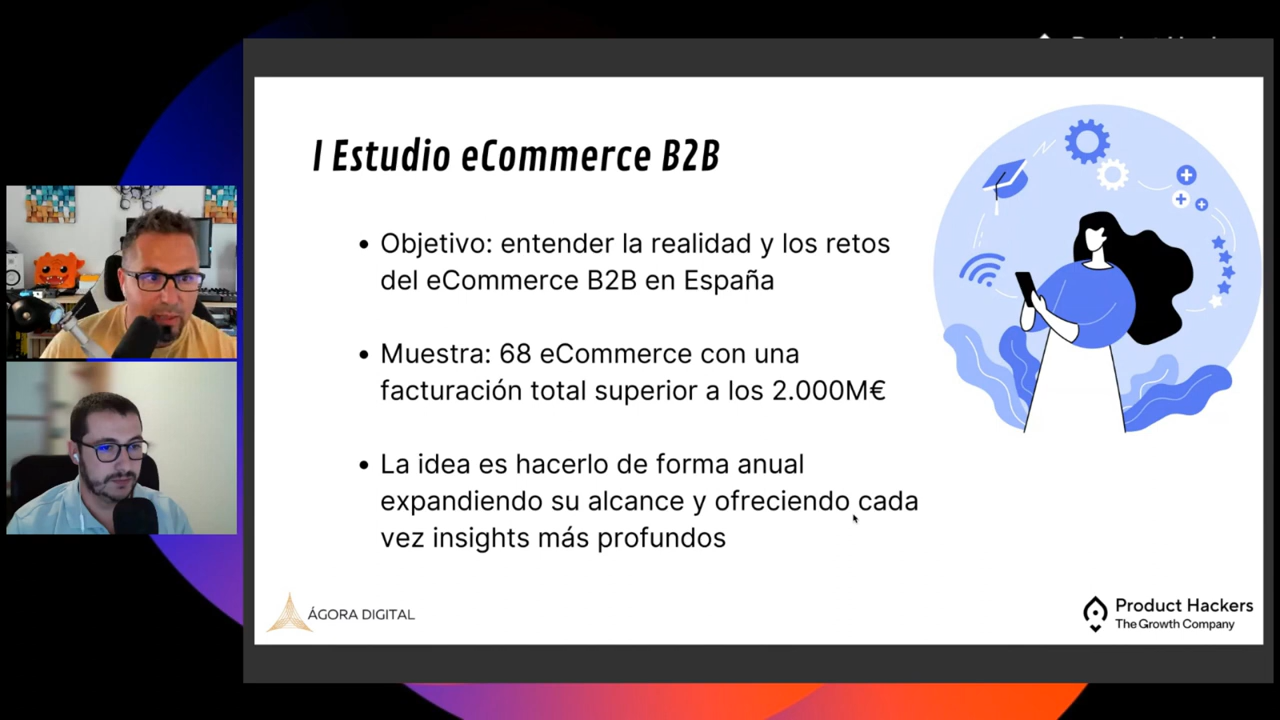 I Estudio eCommerce B2B
• Objetivo: entender la realidad y los retos
del eCommerce B2B en España
• Muestra: 68 eCommerce con una
facturación total superior a los 2.000M€
• La idea es hacerlo de forma anual
expandiendo su alcance y ofreciendo cada
vez insights más profundos
ÁGORA DIGITAL
Product Hackers
The Growth Company